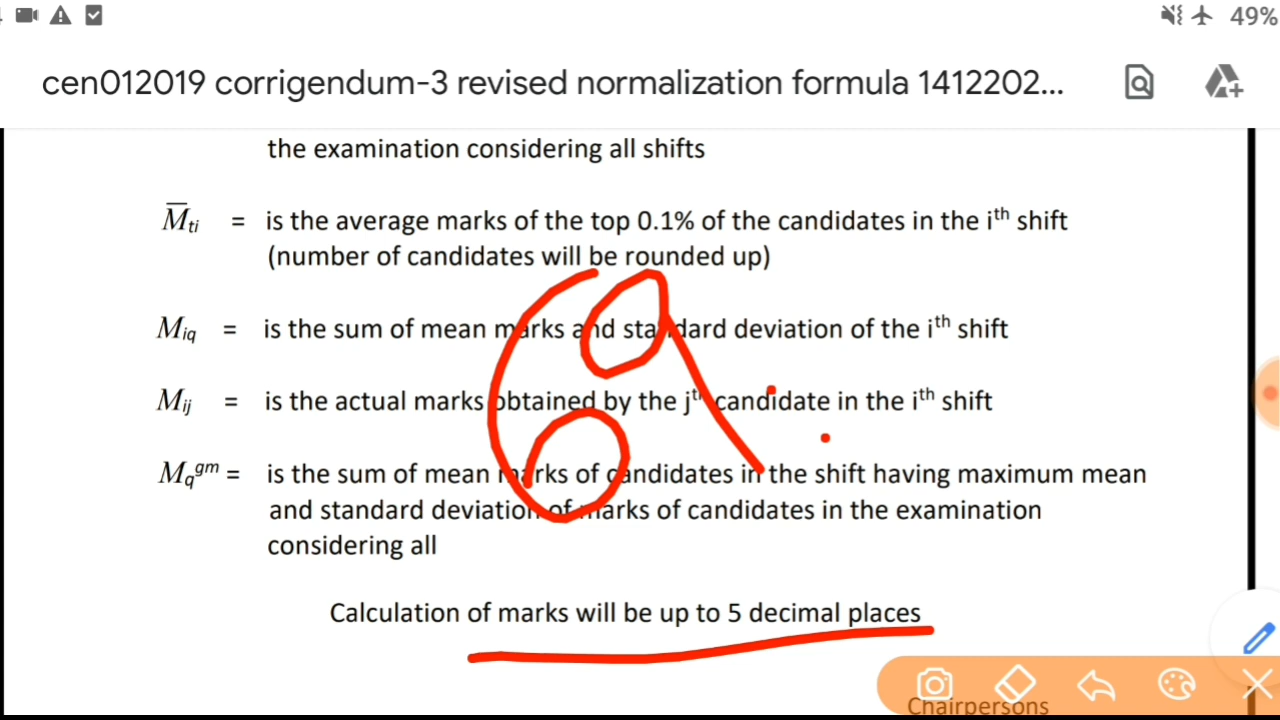 49%
cen012019 corrigendum-3 revised normalization formula 1412202...
the examination considering all shifts
M̅ti = is the average marks of the top 0.1% of the candidates in the ith shift
(number of candidates will be rounded up)
Miq = is the sum of mean marks and standard deviation of the ith shift
Mij = is the actual marks obtained by the jth candidate in the ith shift
Mqgm = is the sum of mean marks of candidates in the shift having maximum mean
and standard deviation of marks of candidates in the examination
considering all
69.
Calculation of marks will be up to 5 decimal places
Chairpersons